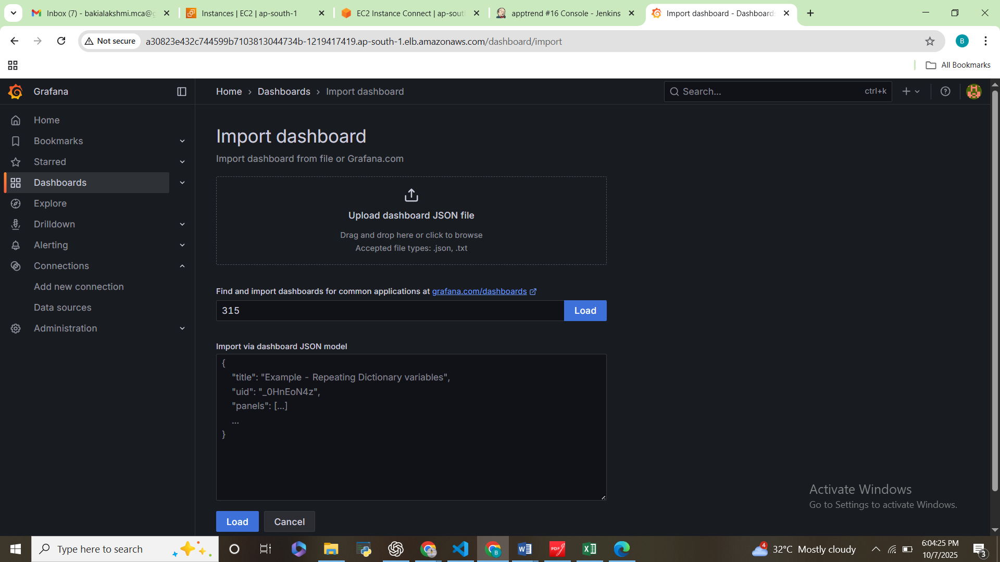 Inbox (7) - bakialakshmi.mca@g
Instances | EC2 | ap-south-1
EC2 Instance Connect | ap-sout
apptrend #16 Console - Jenkins
Import dashboard - Dashboards
Not secure
a30823e432c744599b7103813044734b-1219417419.ap-south-1.elb.amazonaws.com/dashboard/import
B
All Bookmarks
Grafana
Home › Dashboards › Import dashboard
Search...
ctrl+k
Home
Bookmarks
Starred
Dashboards
Explore
Drilldown
Alerting
Connections
Add new connection
Data sources
Administration
Import dashboard
Import dashboard from file or Grafana.com
Upload dashboard JSON file
Drag and drop here or click to browse
Accepted file types: .json, .txt
Find and import dashboards for common applications at grafana.com/dashboards
315
Load
Import via dashboard JSON model
{
"title": "Example - Repeating Dictionary variables",
"uid": "_0HnEoN4z",
"panels": [...]
...
}
Load
Cancel
Activate Windows
Go to Settings to activate Windows.
Type here to search
B
W
PDF
4
32°C Mostly cloudy
6:04:25 PM
10/7/2025
3